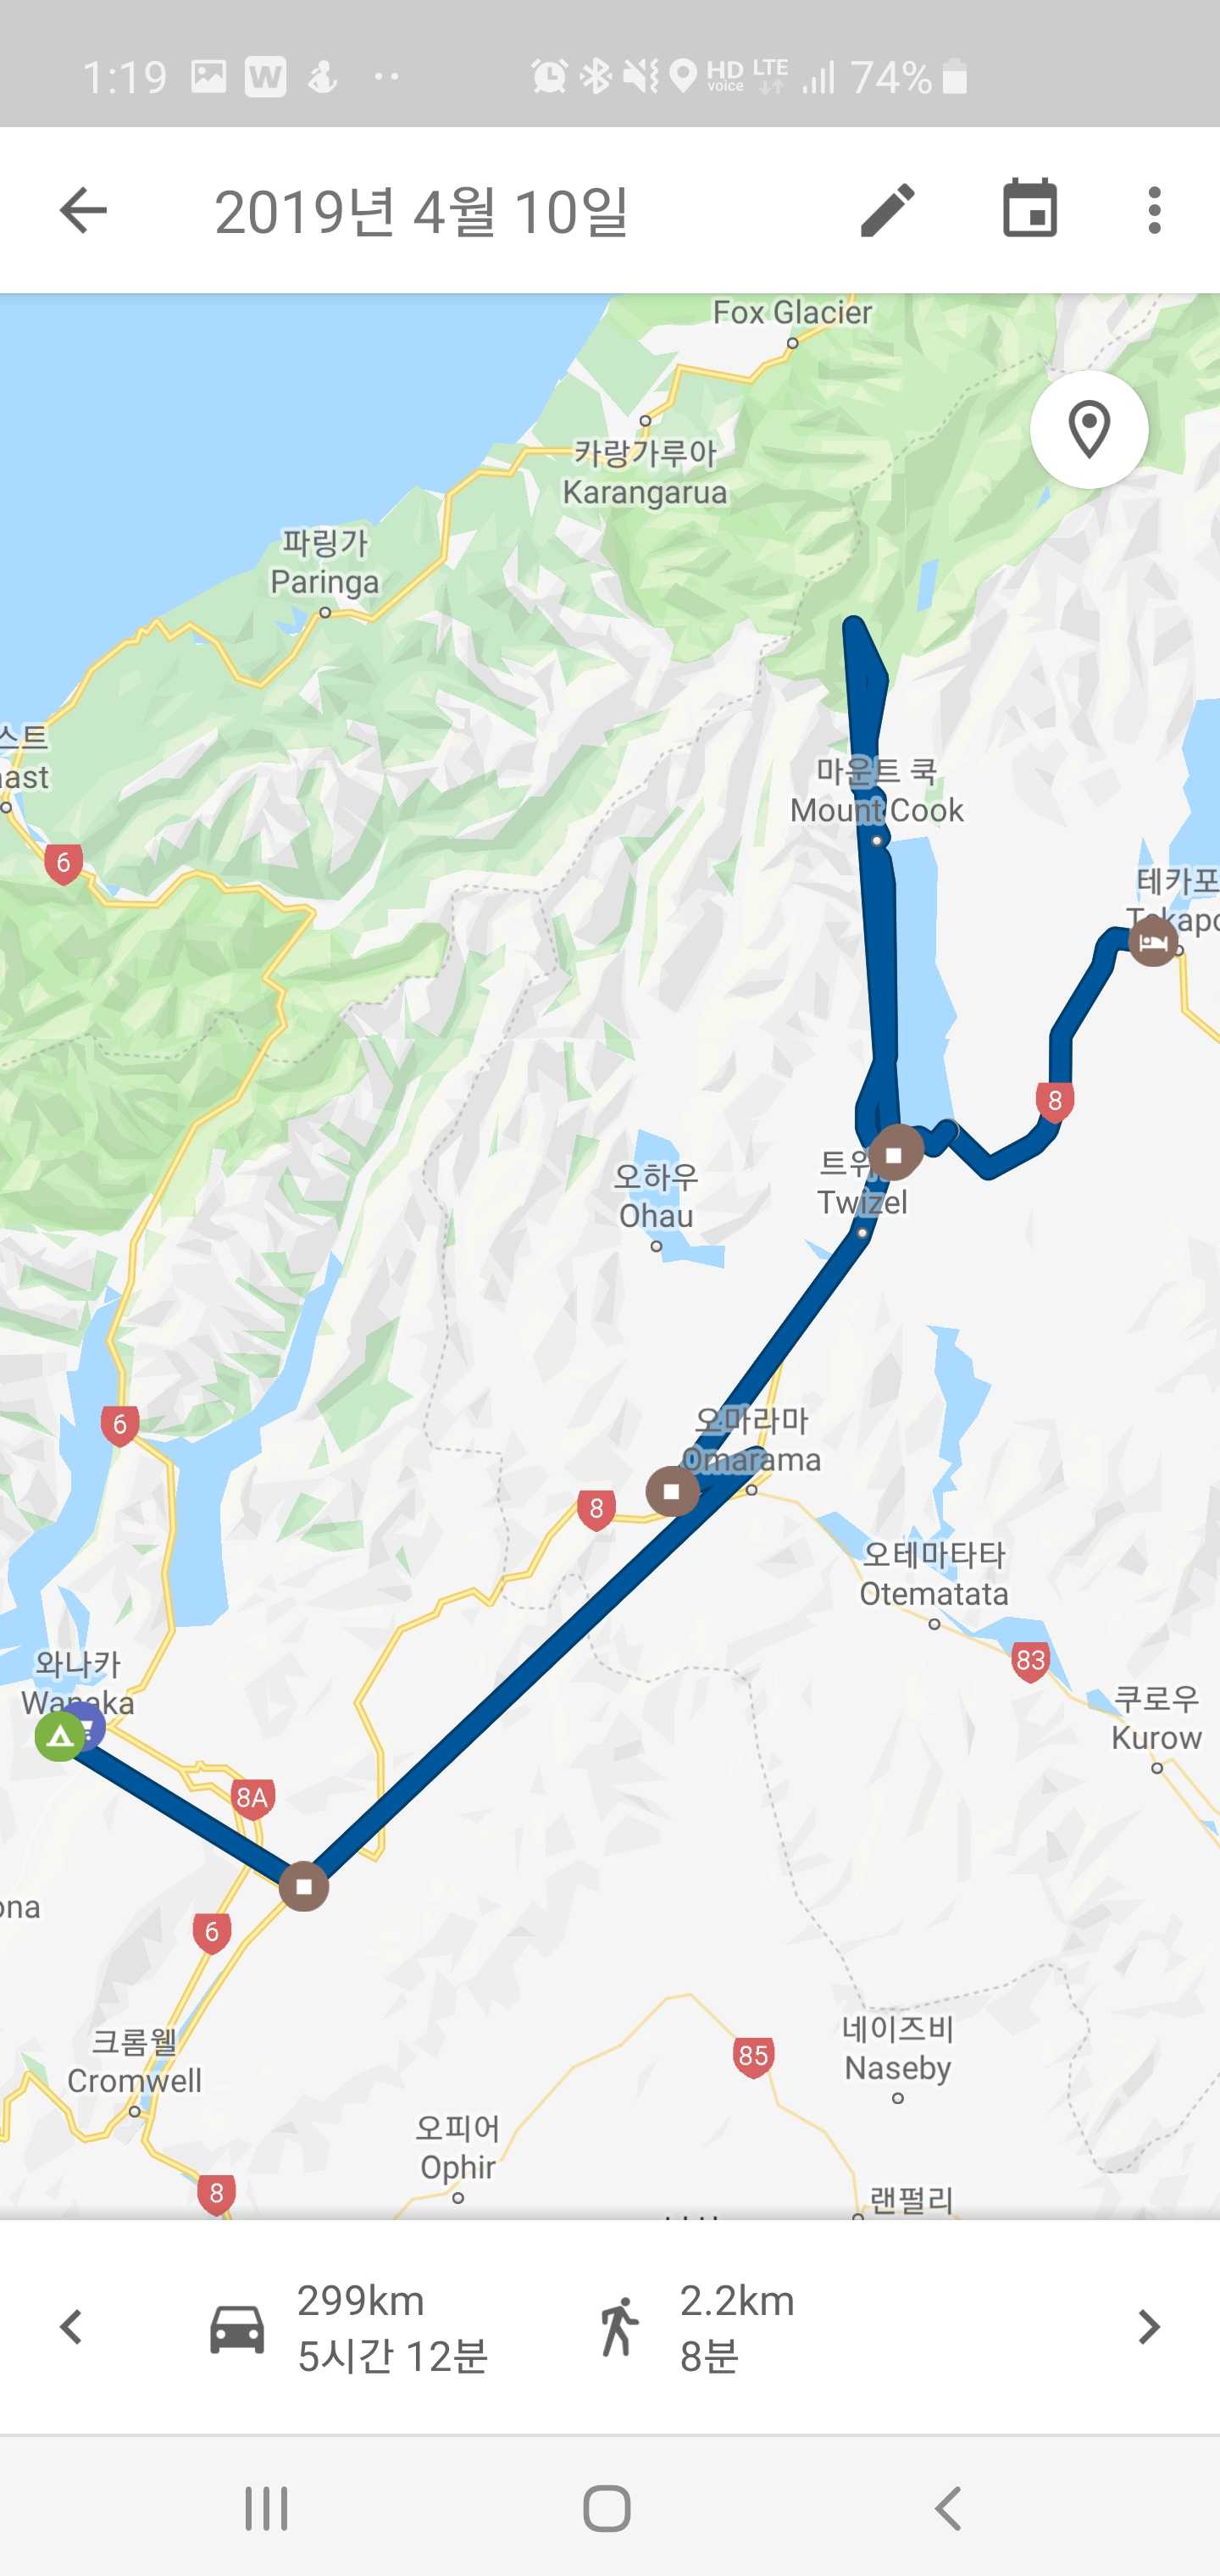 1:19
W
HD
voice
LTE
74%
2019년 4월 10일
Fox Glacier
카랑가루아
Karangarua
파링가
Paringa
스트
ast
마운트 쿡
Mount Cook
6
테카포
Tekapo
8
오하우
Ohau
트위
Twizel
6
오마라마
Omarama
8
오테마타타
Otematata
와나카
Wanaka
83
쿠로우
Kurow
8A
ona
6
크롬웰
Cromwell
85
네이즈비
Naseby
오피어
Ophir
8
랜펄리
299km
5시간 12분
2.2km
8분